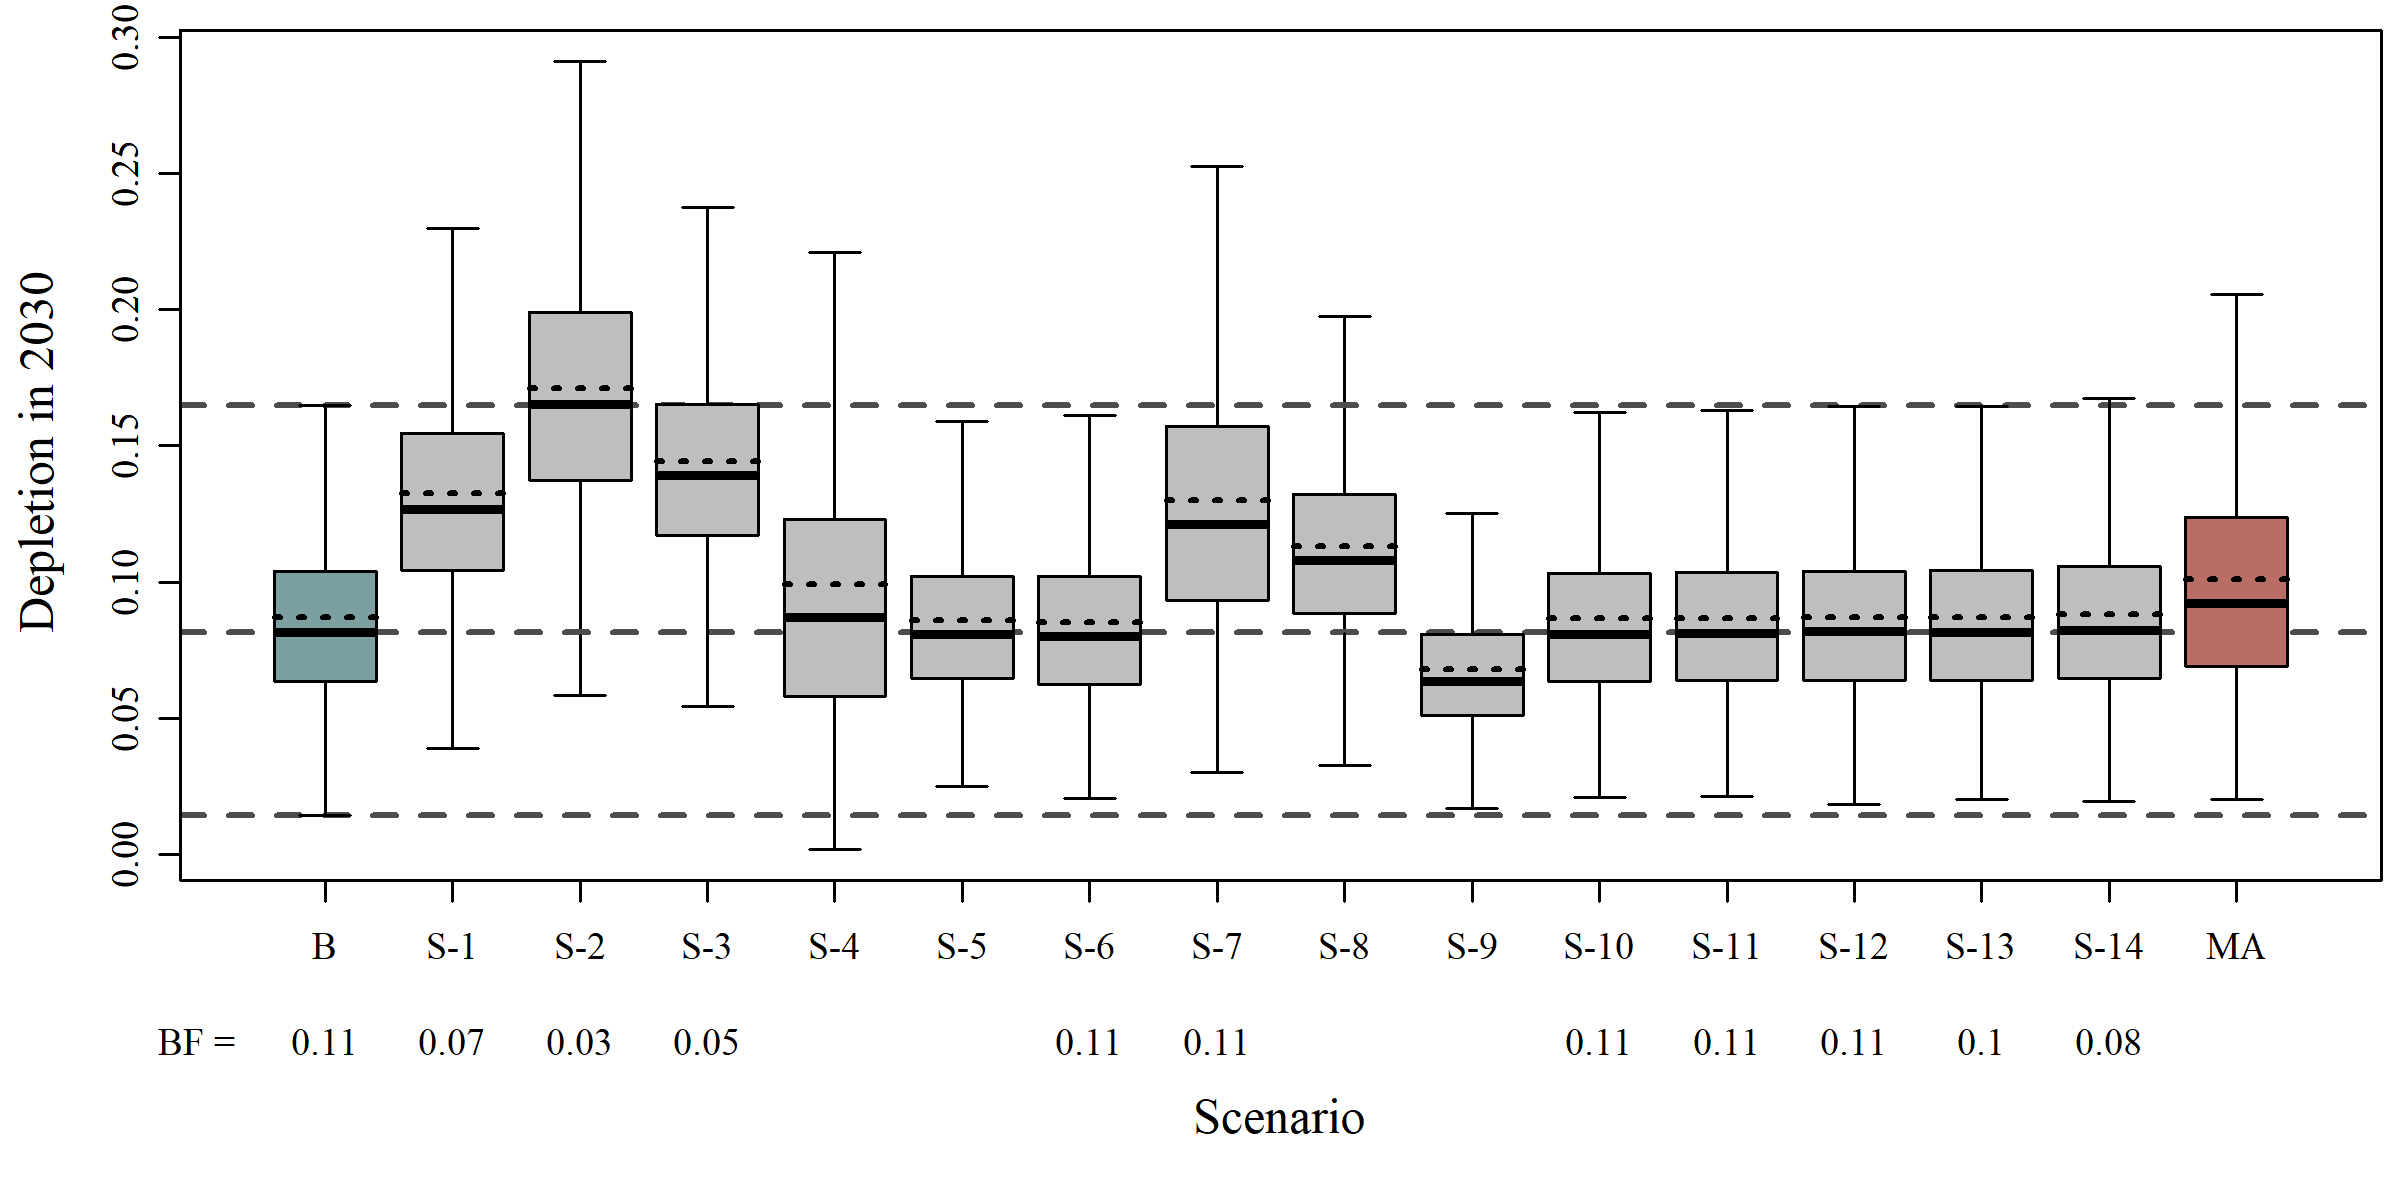 Depletion in 2030
0.30
0.25
0.20
0.15
0.10
0.05
0.00
B S-1 S-2 S-3 S-4 S-5 S-6 S-7 S-8 S-9 S-10 S-11 S-12 S-13 S-14 MA
BF = 0.11 0.07 0.03 0.05 0.11 0.11 0.11 0.11 0.11 0.1 0.08
Scenario